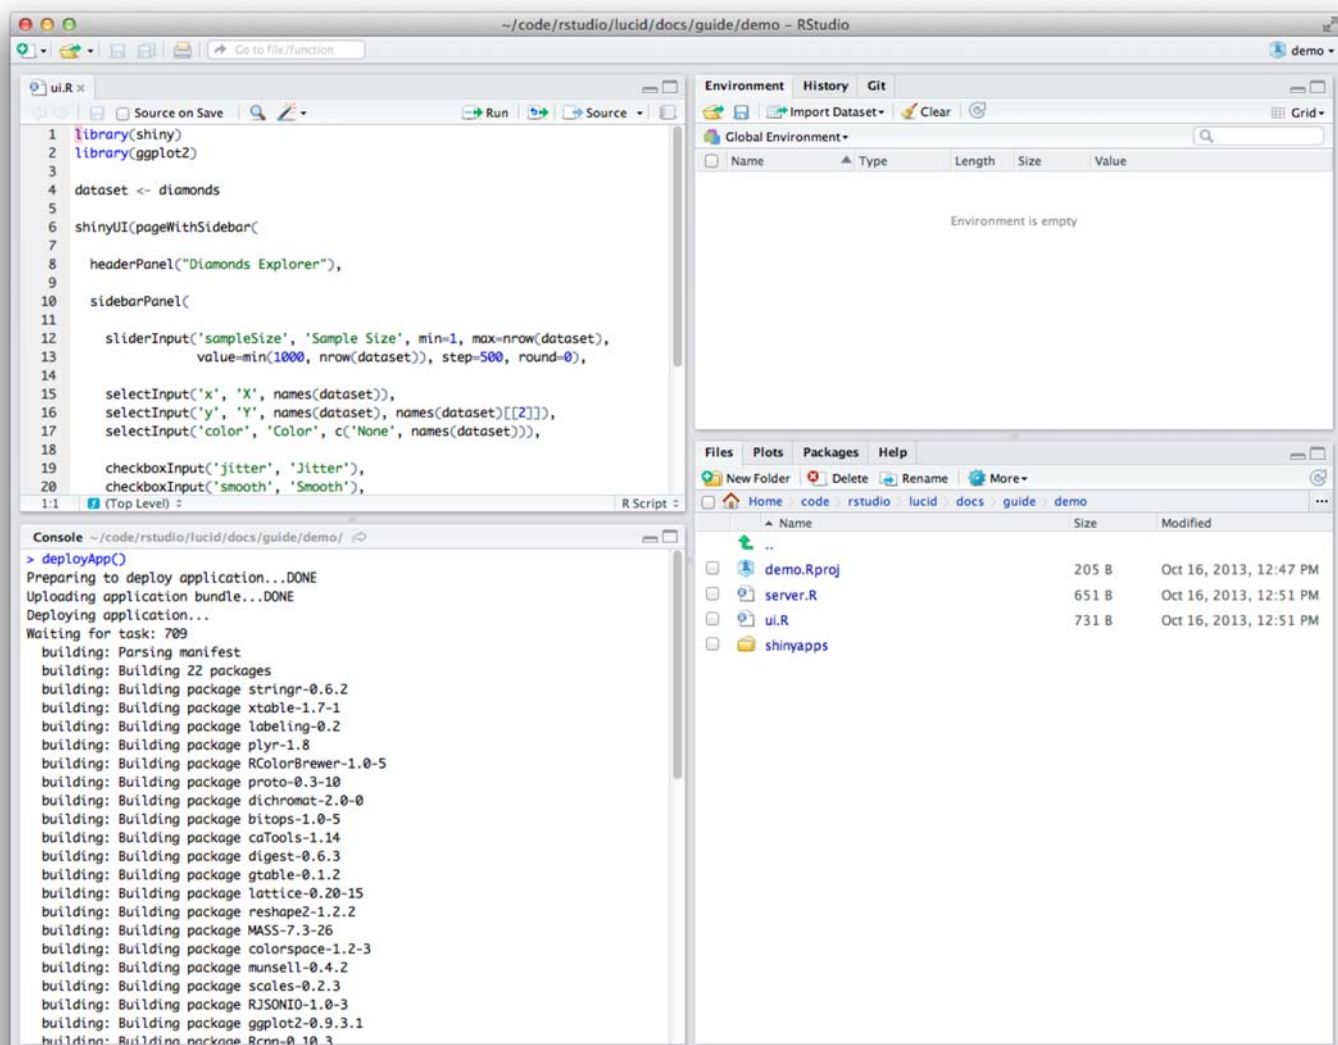 ~/code/rstudio/lucid/docs/guide/demo - RStudio
Go to file/function
demo
ui.R
Source on Save
Run
Source
1 library(shiny)
2 library(ggplot2)
3
4 dataset <- diamonds
5
6 shinyUI(pageWithSidebar(
7
8 headerPanel("Diamonds Explorer"),
9
10 sidebarPanel(
11
12 sliderInput('sampleSize', 'Sample Size', min=1, max=nrow(dataset),
13 value=min(1000, nrow(dataset)), step=500, round=0),
14
15 selectInput('x', 'X', names(dataset)),
16 selectInput('y', 'Y', names(dataset), names(dataset)[[2]]),
17 selectInput('color', 'Color', c('None', names(dataset))),
18
19 checkboxInput('jitter', 'Jitter'),
20 checkboxInput('smooth', 'Smooth'),
1:1 (Top Level) R Script
Console ~/code/rstudio/lucid/docs/guide/demo/
> deployApp()
Preparing to deploy application...DONE
Uploading application bundle...DONE
Deploying application...
Waiting for task: 709
building: Parsing manifest
building: Building 22 packages
building: Building package stringr-0.6.2
building: Building package xtable-1.7-1
building: Building package labeling-0.2
building: Building package plyr-1.8
building: Building package RColorBrewer-1.0-5
building: Building package proto-0.3-10
building: Building package dichromat-2.0-0
building: Building package bitops-1.0-5
building: Building package caTools-1.14
building: Building package digest-0.6.3
building: Building package gtable-0.1.2
building: Building package lattice-0.20-15
building: Building package reshape2-1.2.2
building: Building package MASS-7.3-26
building: Building package colorspace-1.2-3
building: Building package munsell-0.4.2
building: Building package scales-0.2.3
building: Building package RJSONIO-1.0-3
building: Building package ggplot2-0.9.3.1
building: Building package Rcpp-0.10.3
Environment History Git
Import Dataset Clear Grid
Global Environment
Name Type Length Size Value
Environment is empty
Files Plots Packages Help
New Folder Delete Rename More
Home code rstudio lucid docs guide demo ...
Name Size Modified
..
demo.Rproj 205 B Oct 16, 2013, 12:47 PM
server.R 651 B Oct 16, 2013, 12:51 PM
ui.R 731 B Oct 16, 2013, 12:51 PM
shinyapps